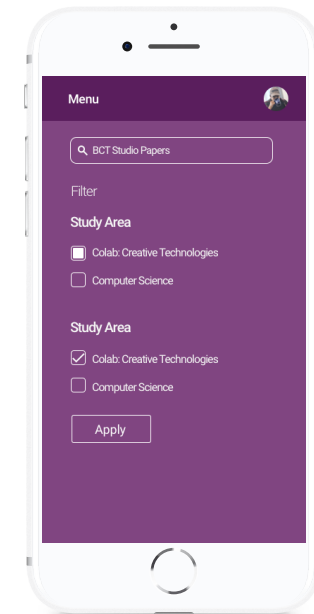 Menu
BCT Studio Papers
Filter
Study Area
Colab: Creative Technologies
Computer Science
Study Area
Colab: Creative Technologies
Computer Science
Apply